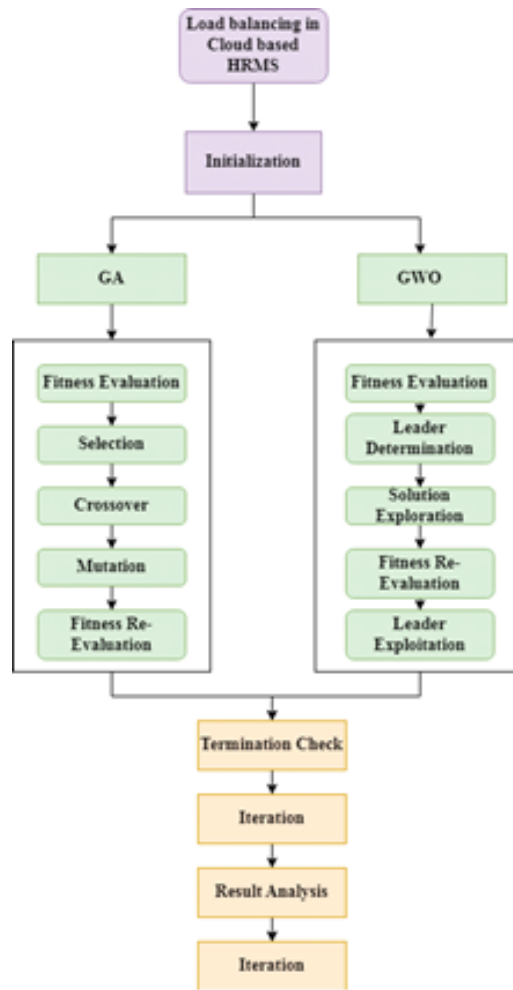 Load balancing in
Cloud based
HRMS
Initialization
GA
GWO
Fitness Evaluation
Selection
Crossover
Mutation
Fitness Re-
Evaluation
Fitness Evaluation
Leader
Determination
Solution
Exploration
Fitness Re-
Evaluation
Leader
Exploitation
Termination Check
Iteration
Result Analysis
Iteration